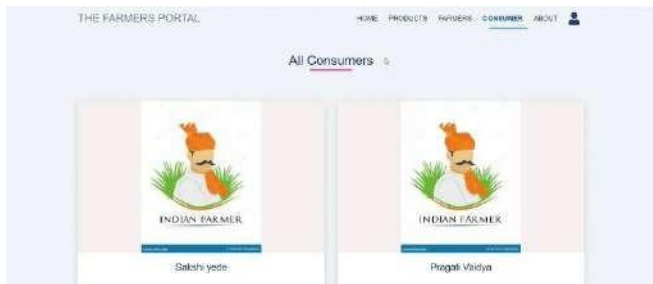 THE FARMERS PORTAL
HOME PRODUCTS FARMERS CONSUMER ABOUT
All Consumers
INDIAN FARMER
INDIAN FARMER
Sakshi yede
Pragati Vaidya